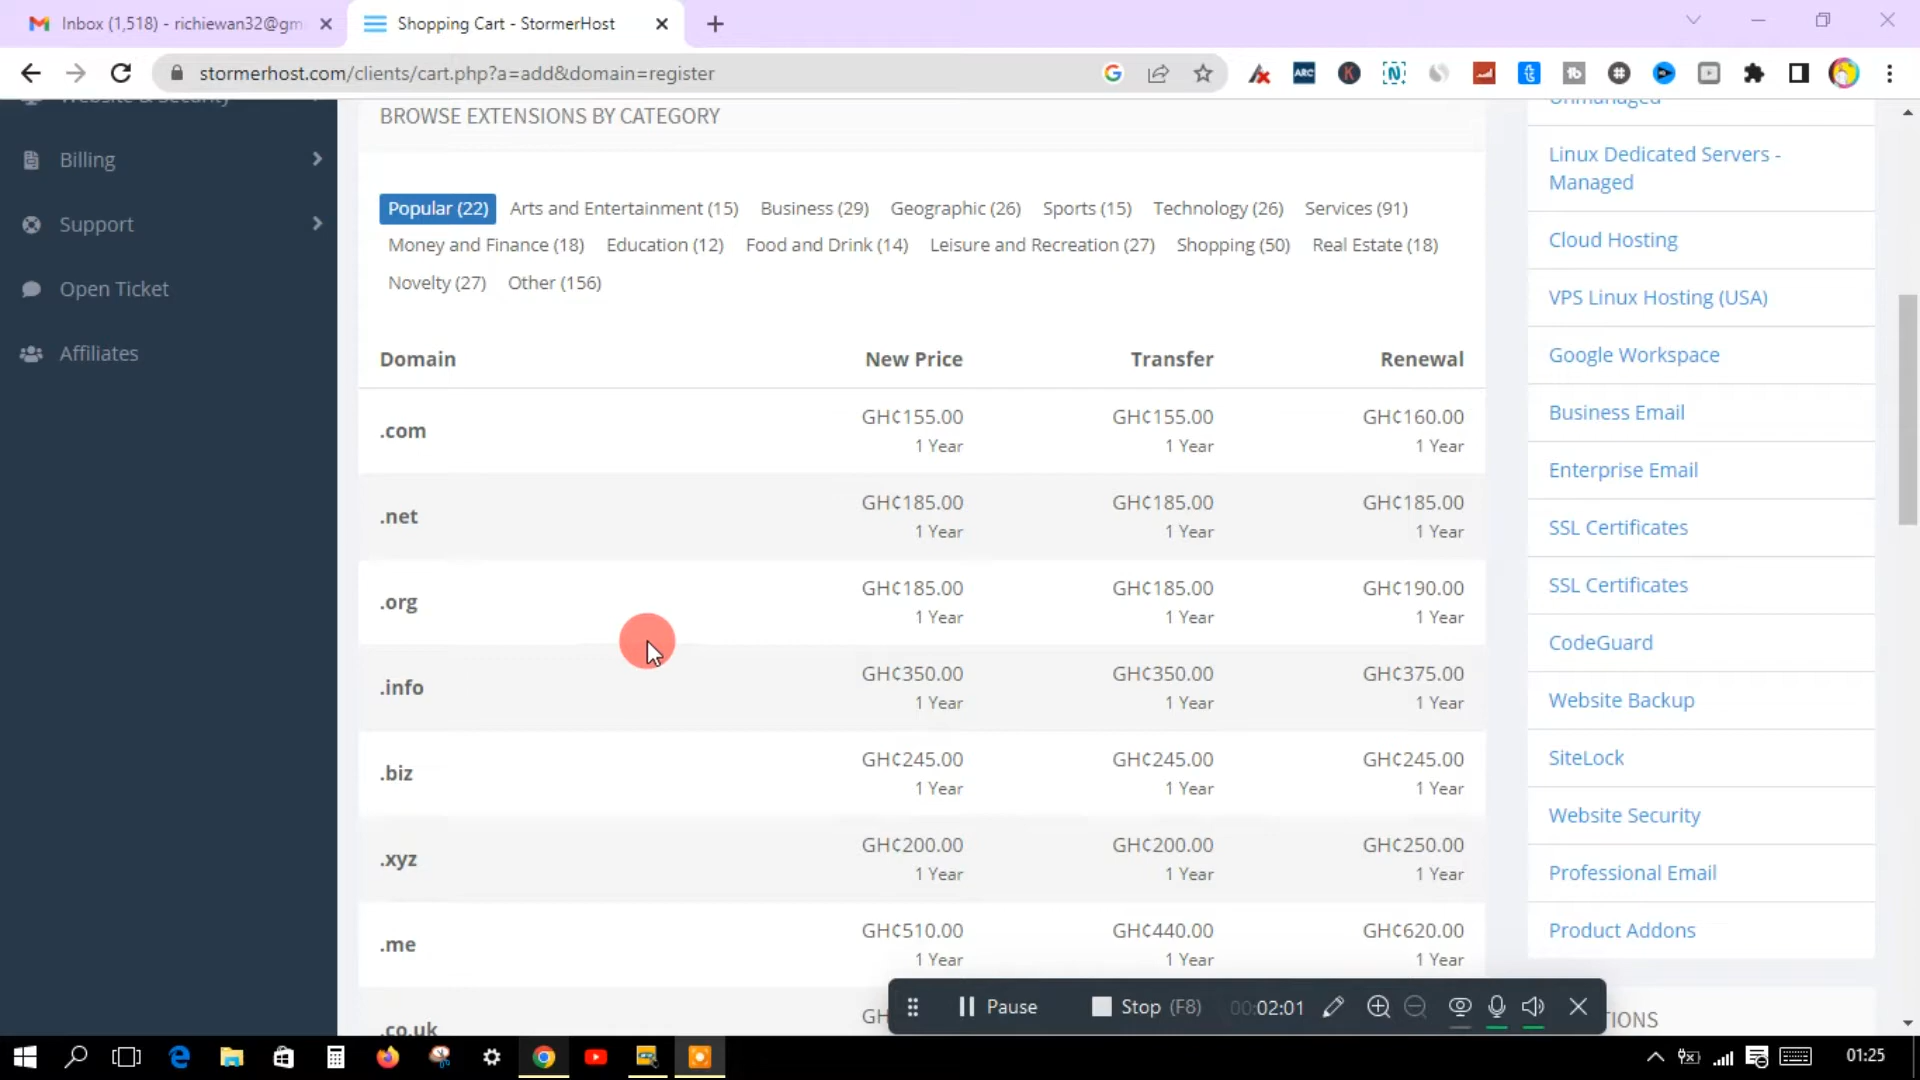 Inbox (1,518) - richiewan32@gm
Shopping Cart - StormerHost
stormerhost.com/clients/cart.php?a=add&domain=register
Website & Security
Billing
Support
Open Ticket
Affiliates
BROWSE EXTENSIONS BY CATEGORY
Popular (22) Arts and Entertainment (15) Business (29) Geographic (26) Sports (15) Technology (26) Services (91)
Money and Finance (18) Education (12) Food and Drink (14) Leisure and Recreation (27) Shopping (50) Real Estate (18)
Novelty (27) Other (156)
Domain New Price Transfer Renewal
.com GH₵155.00 GH₵155.00 GH₵160.00
1 Year 1 Year 1 Year
.net GH₵185.00 GH₵185.00 GH₵185.00
1 Year 1 Year 1 Year
.org GH₵185.00 GH₵185.00 GH₵190.00
1 Year 1 Year 1 Year
.info GH₵350.00 GH₵350.00 GH₵375.00
1 Year 1 Year 1 Year
.biz GH₵245.00 GH₵245.00 GH₵245.00
1 Year 1 Year 1 Year
.xyz GH₵200.00 GH₵200.00 GH₵250.00
1 Year 1 Year 1 Year
.me GH₵510.00 GH₵440.00 GH₵620.00
1 Year 1 Year 1 Year
.co.uk GH
Unmanaged
Linux Dedicated Servers -
Managed
Cloud Hosting
VPS Linux Hosting (USA)
Google Workspace
Business Email
Enterprise Email
SSL Certificates
SSL Certificates
CodeGuard
Website Backup
SiteLock
Website Security
Professional Email
Product Addons
TIONS
Pause Stop (F8) 00:02:01
01:25